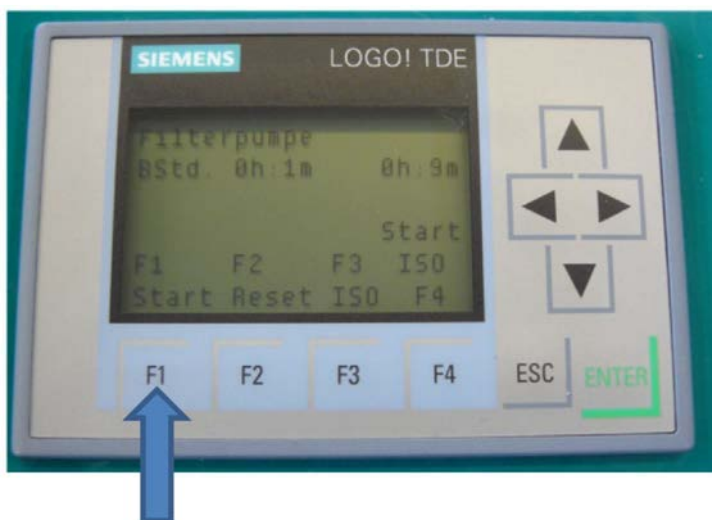 SIEMENS LOGO! TDE
Filterpumpe
BStd. 0h:1m 0h:9m
Start
F1 F2 F3 ISO
Start Reset ISO F4
F1 F2 F3 F4 ESC ENTER